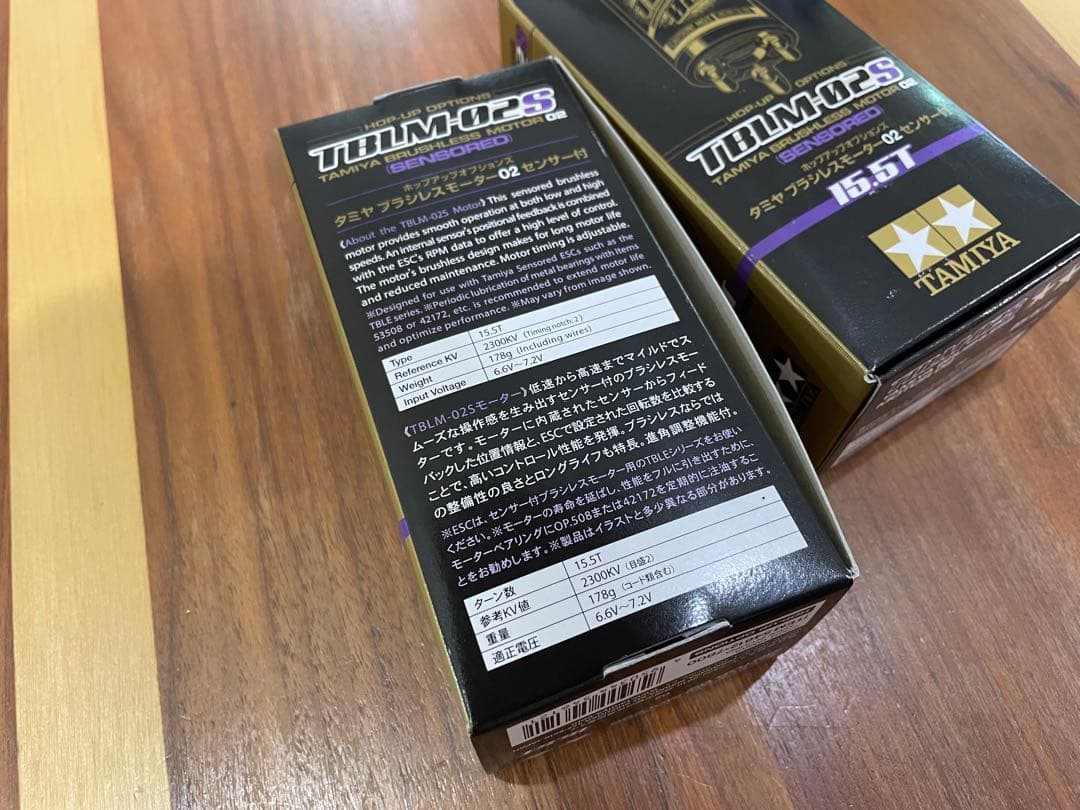 HOP-UP OPTIONS
TBLM-02S
TAMIYA BRUSHLESS MOTOR 02
(SENSORED)
ホップアップオプションズ
タミヤ ブラシレスモーター02 センサー付
《About the TBLM-02S Motor》This sensored brushless
motor provides smooth operation at both low and high
speeds. An internal sensor's positional feedback is combined
with the ESC's RPM data to offer a high level of control.
The motor's brushless design makes for long motor life
and reduced maintenance. Motor timing is adjustable.
※Designed for use with Tamiya Sensored ESCs such as the
TBLE series. ※Periodic lubrication of metal bearings with Items
53508 or 42172, etc. is recommended to extend motor life
and optimize performance. ※May vary from image shown.
Type 15.5T
Reference KV 2300KV (Timing notch: 2)
Weight 178g (Including wires)
Input Voltage 6.6V～7.2V
《TBLM-02Sモーター》低速から高速までマイルドでス
ムーズな操作感を生み出すセンサー付のブラシレスモー
ターです。モーターに内蔵されたセンサーからフィード
バックした位置情報と、ESCで設定された回転数を比較する
ことで、高いコントロール性能を発揮。ブラシレスならでは
の整備性の良さとロングライフも特長。進角調整機能付。
※ESCは、センサー付ブラシレスモーター用のTBLEシリーズをお使い
ください。※モーターの寿命を延ばし、性能をフルに引き出すために、
モーターベアリングにOP.508または42172を定期的に注油するこ
とをお勧めします。※製品はイラストと多少異なる部分があります。
ターン数 15.5T
参考KV値 2300KV (目盛2)
重量 178g (コード類含む)
適正電圧 6.6V～7.2V
HOP-UP OPTIONS
TBLM-02S
TAMIYA BRUSHLESS MOTOR 02
(SENSORED)
ホップアップオプションズ
タミヤ ブラシレスモーター02 センサー付
15.5T
TAMIYA